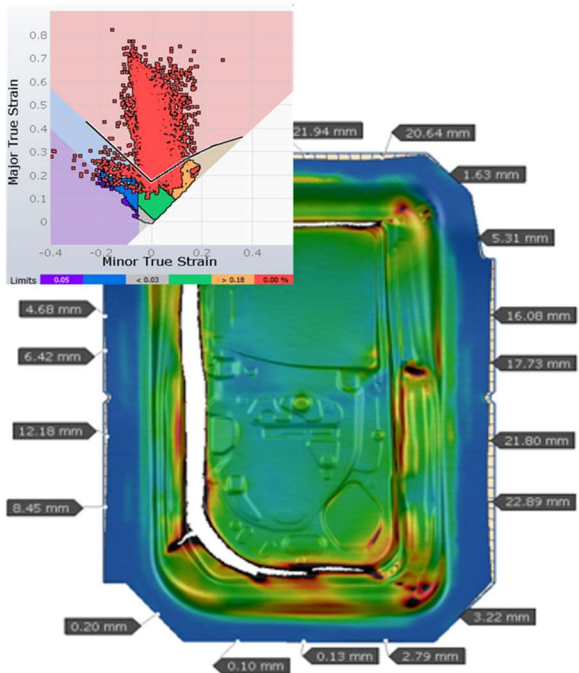 Major True Strain
0.8
0.7
0.6
0.5
0.4
0.3
0.2
0.1
0
-0.4
-0.2
0
0.2
0.4
Minor True Strain
Limits
0.05
< 0.03
> 0.18
0.00 %
21.94 mm
20.64 mm
1.63 mm
5.31 mm
4.68 mm
16.08 mm
6.42 mm
17.73 mm
12.18 mm
21.80 mm
8.45 mm
22.89 mm
0.20 mm
3.22 mm
0.10 mm
0.13 mm
2.79 mm